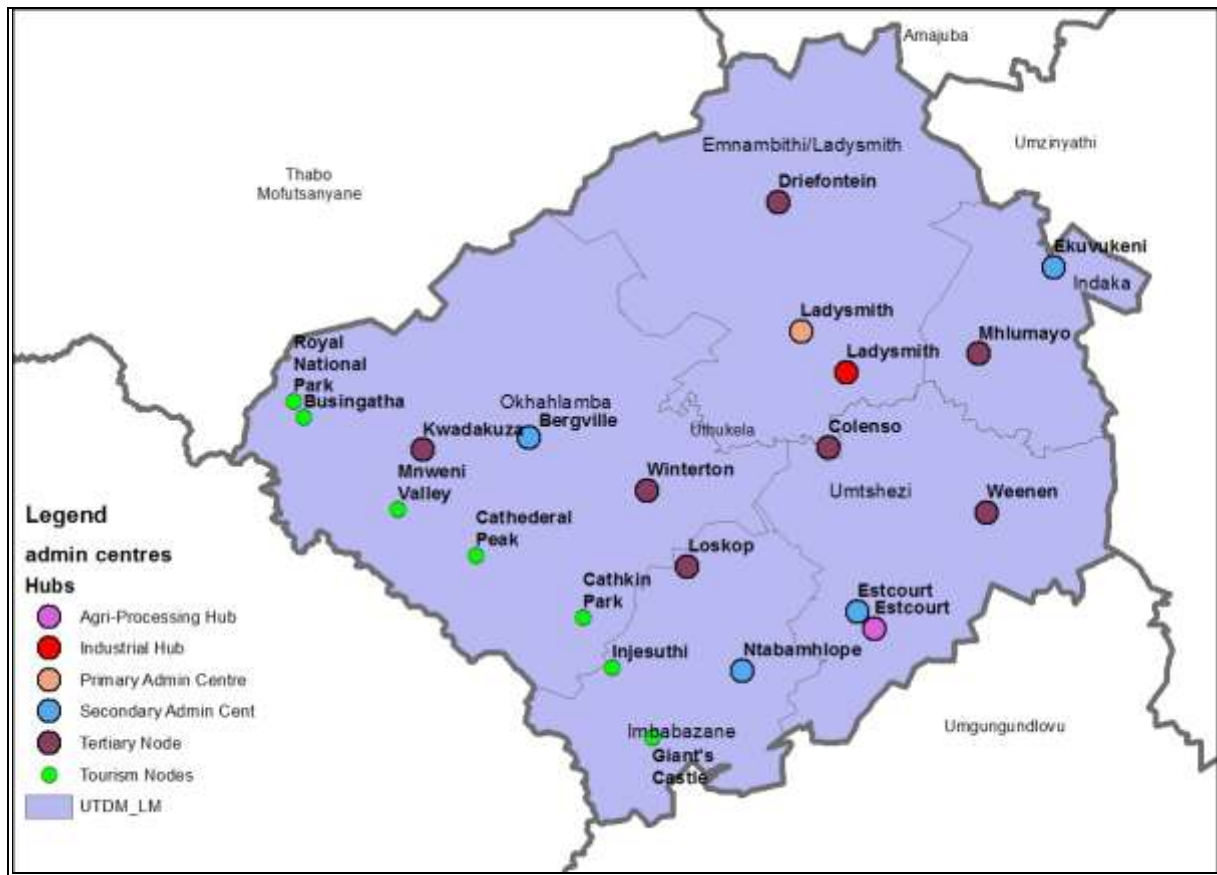 Amajuba
Emnambithi/Ladysmith
Umzinyathi
Thabo
Mofutsanyane
Driefontein
Ekuvukeni
Indaka
Ladysmith
Ladysmith
Mhlumayo
Royal
National
Park
Busingatha
Okhahlamba
Bergville
Kwadakuza
Uthukela
Colenso
Mnweni
Valley
Winterton
Umtshezi
Weenen
Cathederal
Peak
Loskop
Cathkin
Park
Estcourt
Estcourt
Injesuthi
Ntabamhlope
Imbabazane
Giant's
Castle
Umgungundlovu
Legend
admin centres
Hubs
Agri-Processing Hub
Industrial Hub
Primary Admin Centre
Secondary Admin Cent
Tertiary Node
Tourism Nodes
UTDM_LM